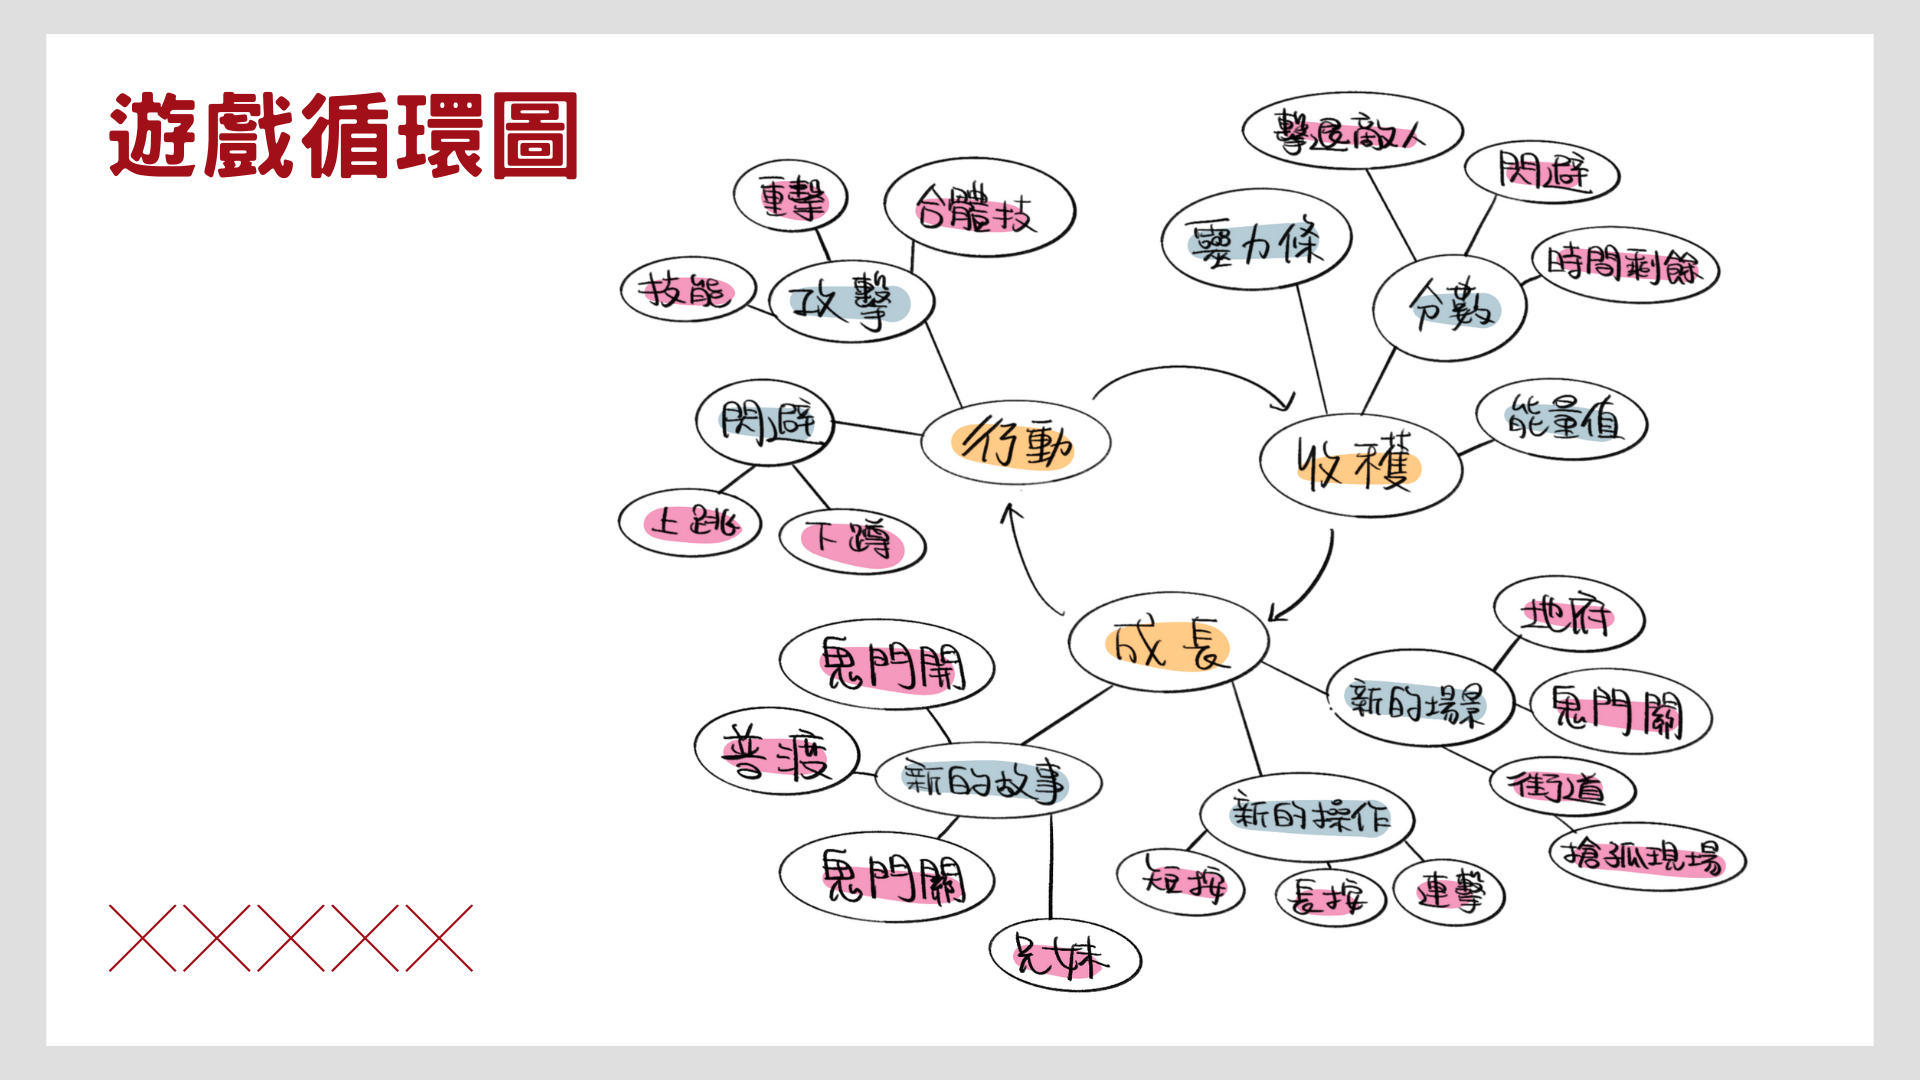 遊戲循環圖
重擊
合體技
技能
攻擊
閃避
上跳
下蹲
行動
擊退敵人
閃避
時間剩餘
靈力條
分數
能量值
收穫
成長
鬼門開
普渡
新的故事
鬼門關
兄妹
新的操作
短按
長按
連擊
新的場景
地府
鬼門關
街道
搶孤現場